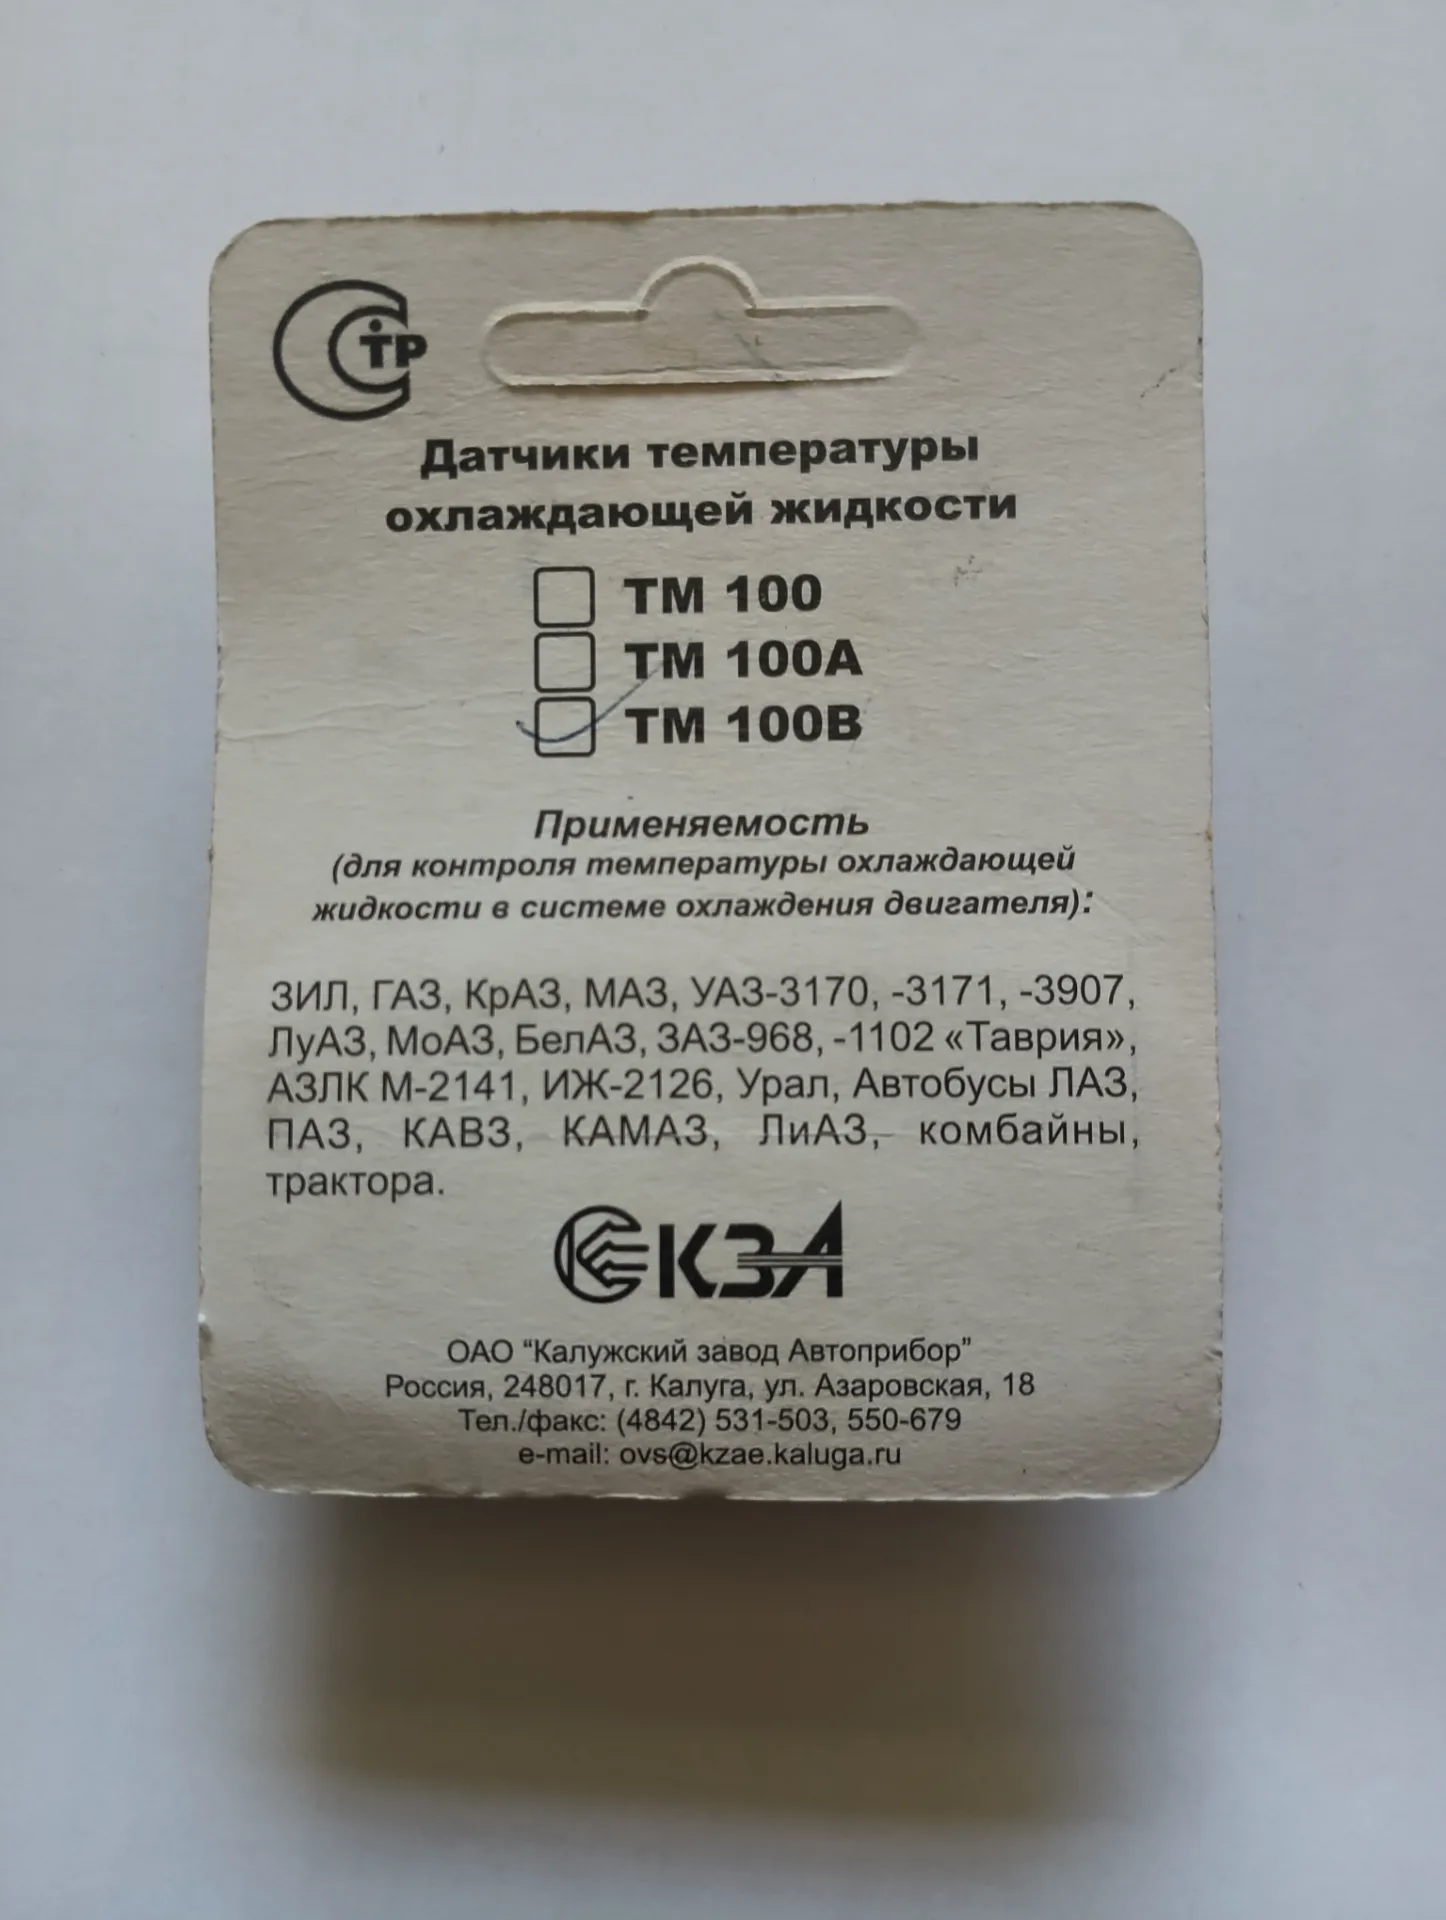 стр
Датчики температуры
охлаждающей жидкости
ТМ 100
ТМ 100А
ТМ 100В
Применяемость
(для контроля температуры охлаждающей
жидкости в системе охлаждения двигателя):
ЗИЛ, ГАЗ, КрАЗ, МАЗ, УАЗ-3170, -3171, -3907,
ЛуАЗ, МоАЗ, БелАЗ, ЗАЗ-968, -1102 «Таврия»,
АЗЛК М-2141, ИЖ-2126, Урал, Автобусы ЛАЗ,
ПАЗ, КАВЗ, КАМАЗ, ЛиАЗ, комбайны,
трактора.
КЗА
ОАО “Калужский завод Автоприбор”
Россия, 248017, г. Калуга, ул. Азаровская, 18
Тел./факс: (4842) 531-503, 550-679
e-mail: ovs@kzae.kaluga.ru